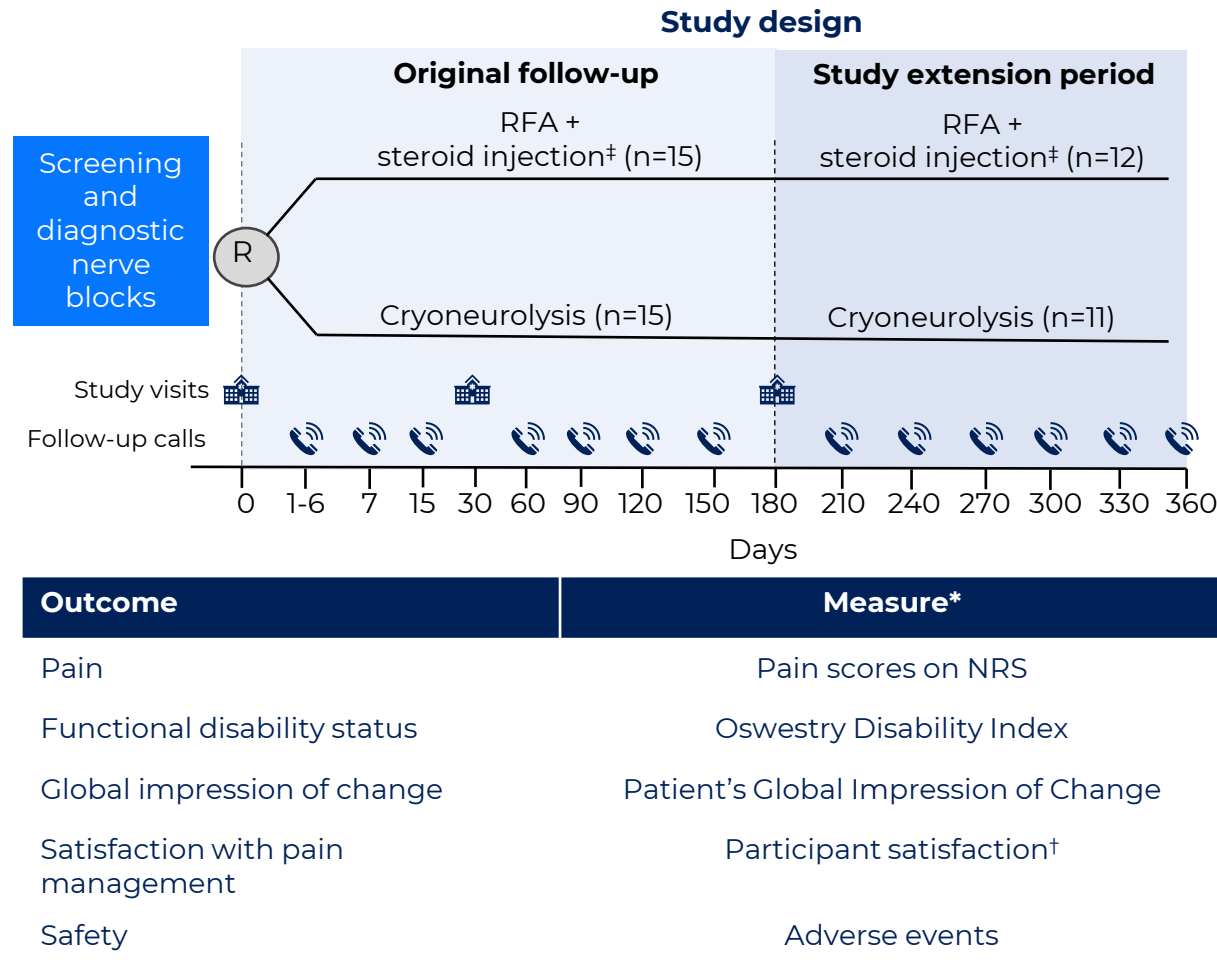 Study design
Original follow-up
Study extension period
RFA +
steroid injection‡ (n=15)
RFA +
steroid injection‡ (n=12)
Screening
and
diagnostic
nerve
blocks
R
Cryoneurolysis (n=15)
Cryoneurolysis (n=11)
Study visits
Follow-up calls
0 1-6 7 15 30 60 90 120 150 180 210 240 270 300 330 360
Days
Outcome Measure*
Pain Pain scores on NRS
Functional disability status Oswestry Disability Index
Global impression of change Patient’s Global Impression of Change
Satisfaction with pain Participant satisfaction†
management
Safety Adverse events